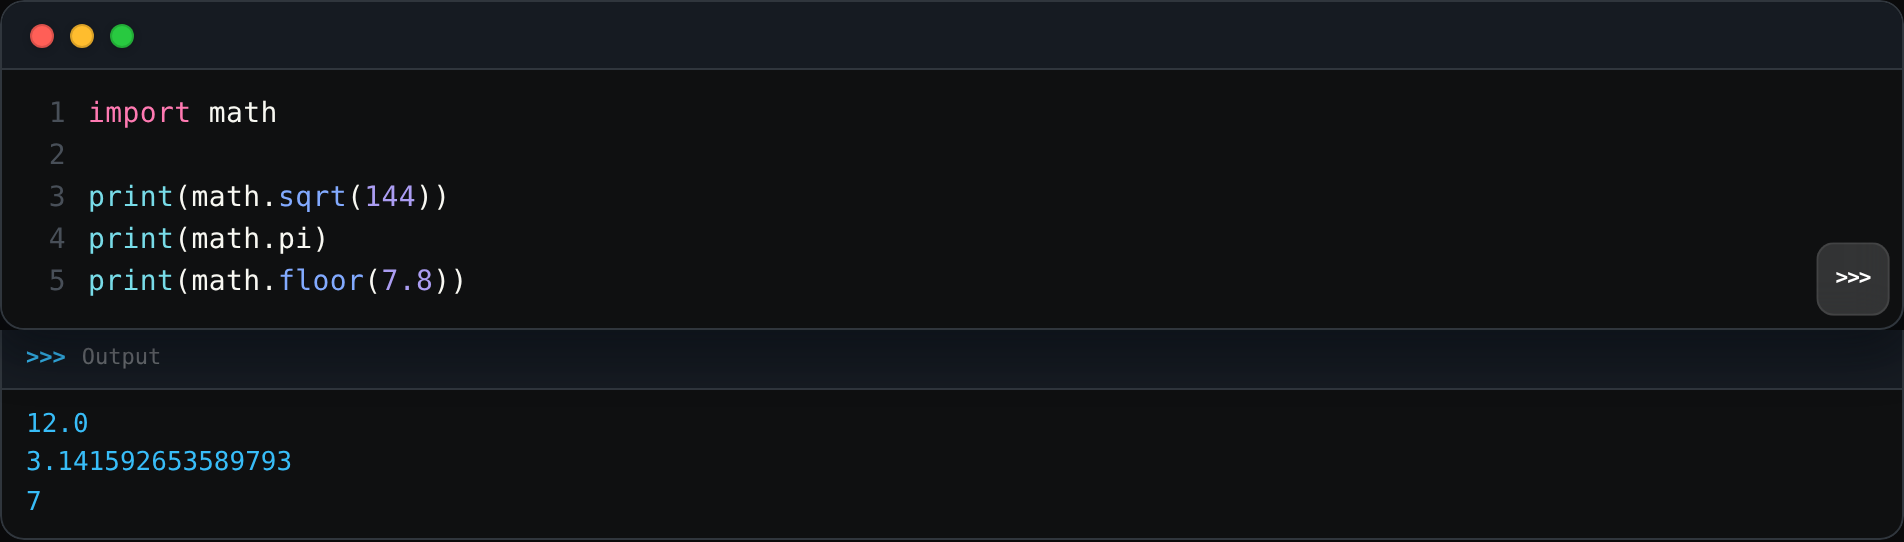 1 import math
2
3 print(math.sqrt(144))
4 print(math.pi)
5 print(math.floor(7.8))
>>>
>>> Output
12.0
3.141592653589793
7